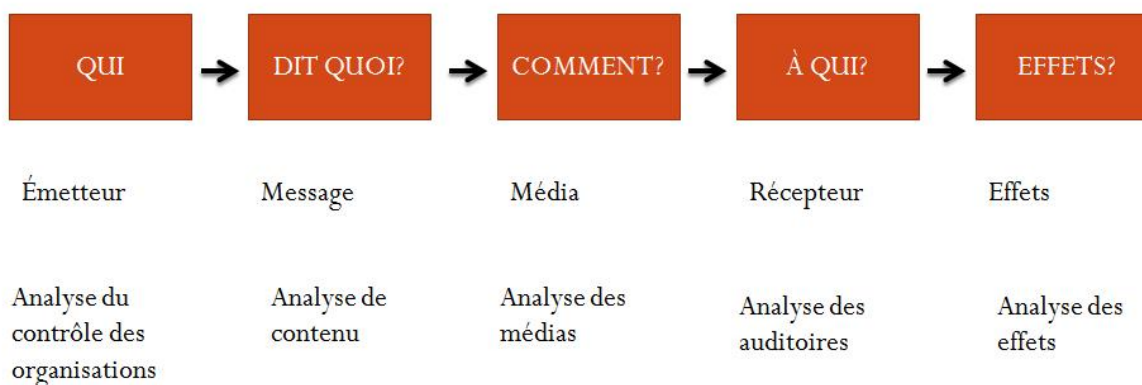 QUI
DIT QUOI?
COMMENT?
À QUI?
EFFETS?
Émetteur
Message
Média
Récepteur
Effets
Analyse du
contrôle des
organisations
Analyse de
contenu
Analyse des
médias
Analyse des
auditoires
Analyse des
effets